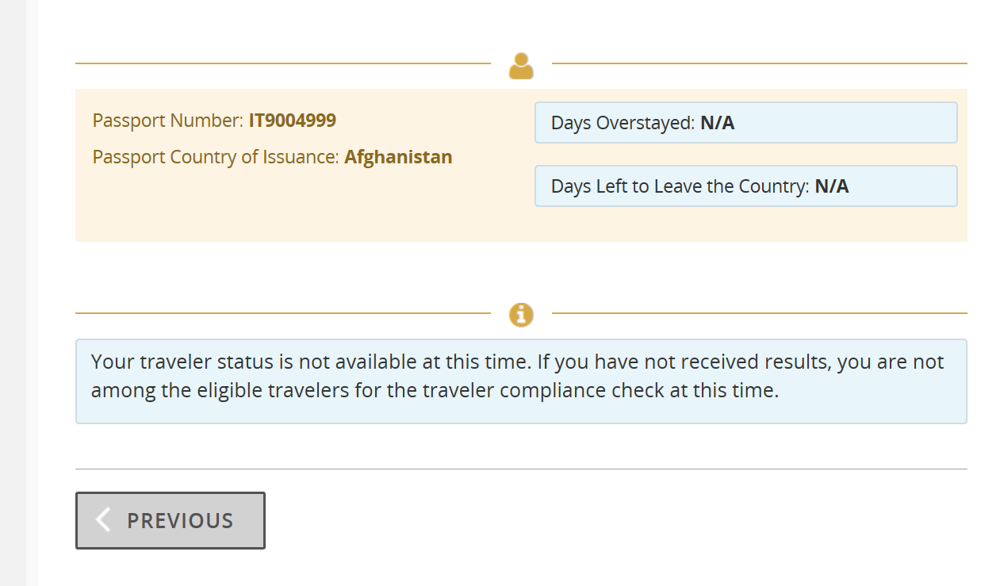 Passport Number: IT9004999
Passport Country of Issuance: Afghanistan
Days Overstayed: N/A
Days Left to Leave the Country: N/A
Your traveler status is not available at this time. If you have not received results, you are not
among the eligible travelers for the traveler compliance check at this time.
PREVIOUS